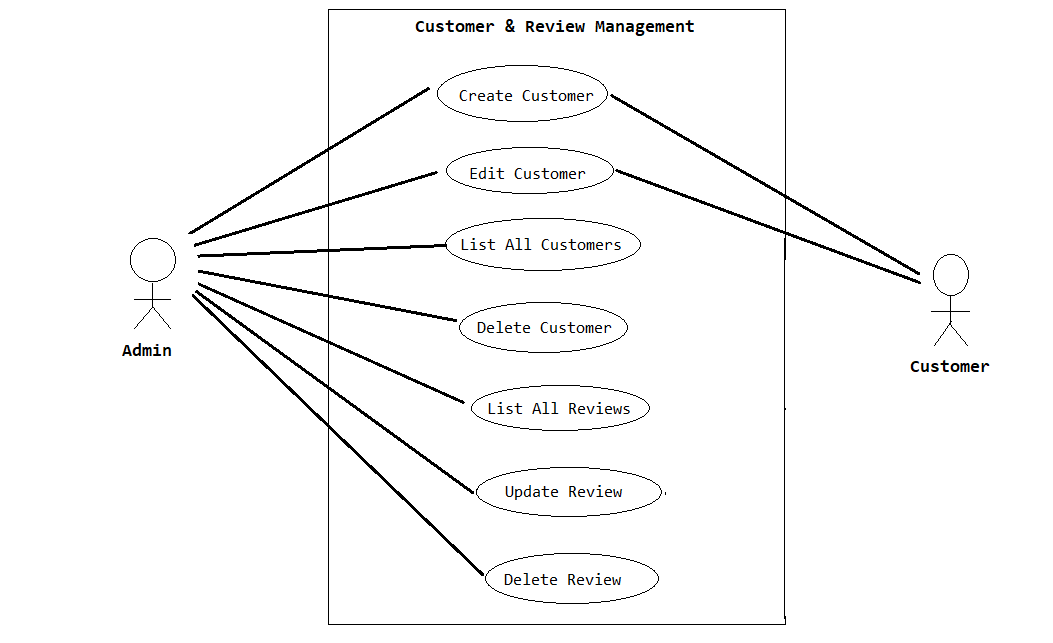 Customer & Review Management
Create Customer
Edit Customer
List All Customers
Delete Customer
Admin
Customer
List All Reviews
Update Review
Delete Review